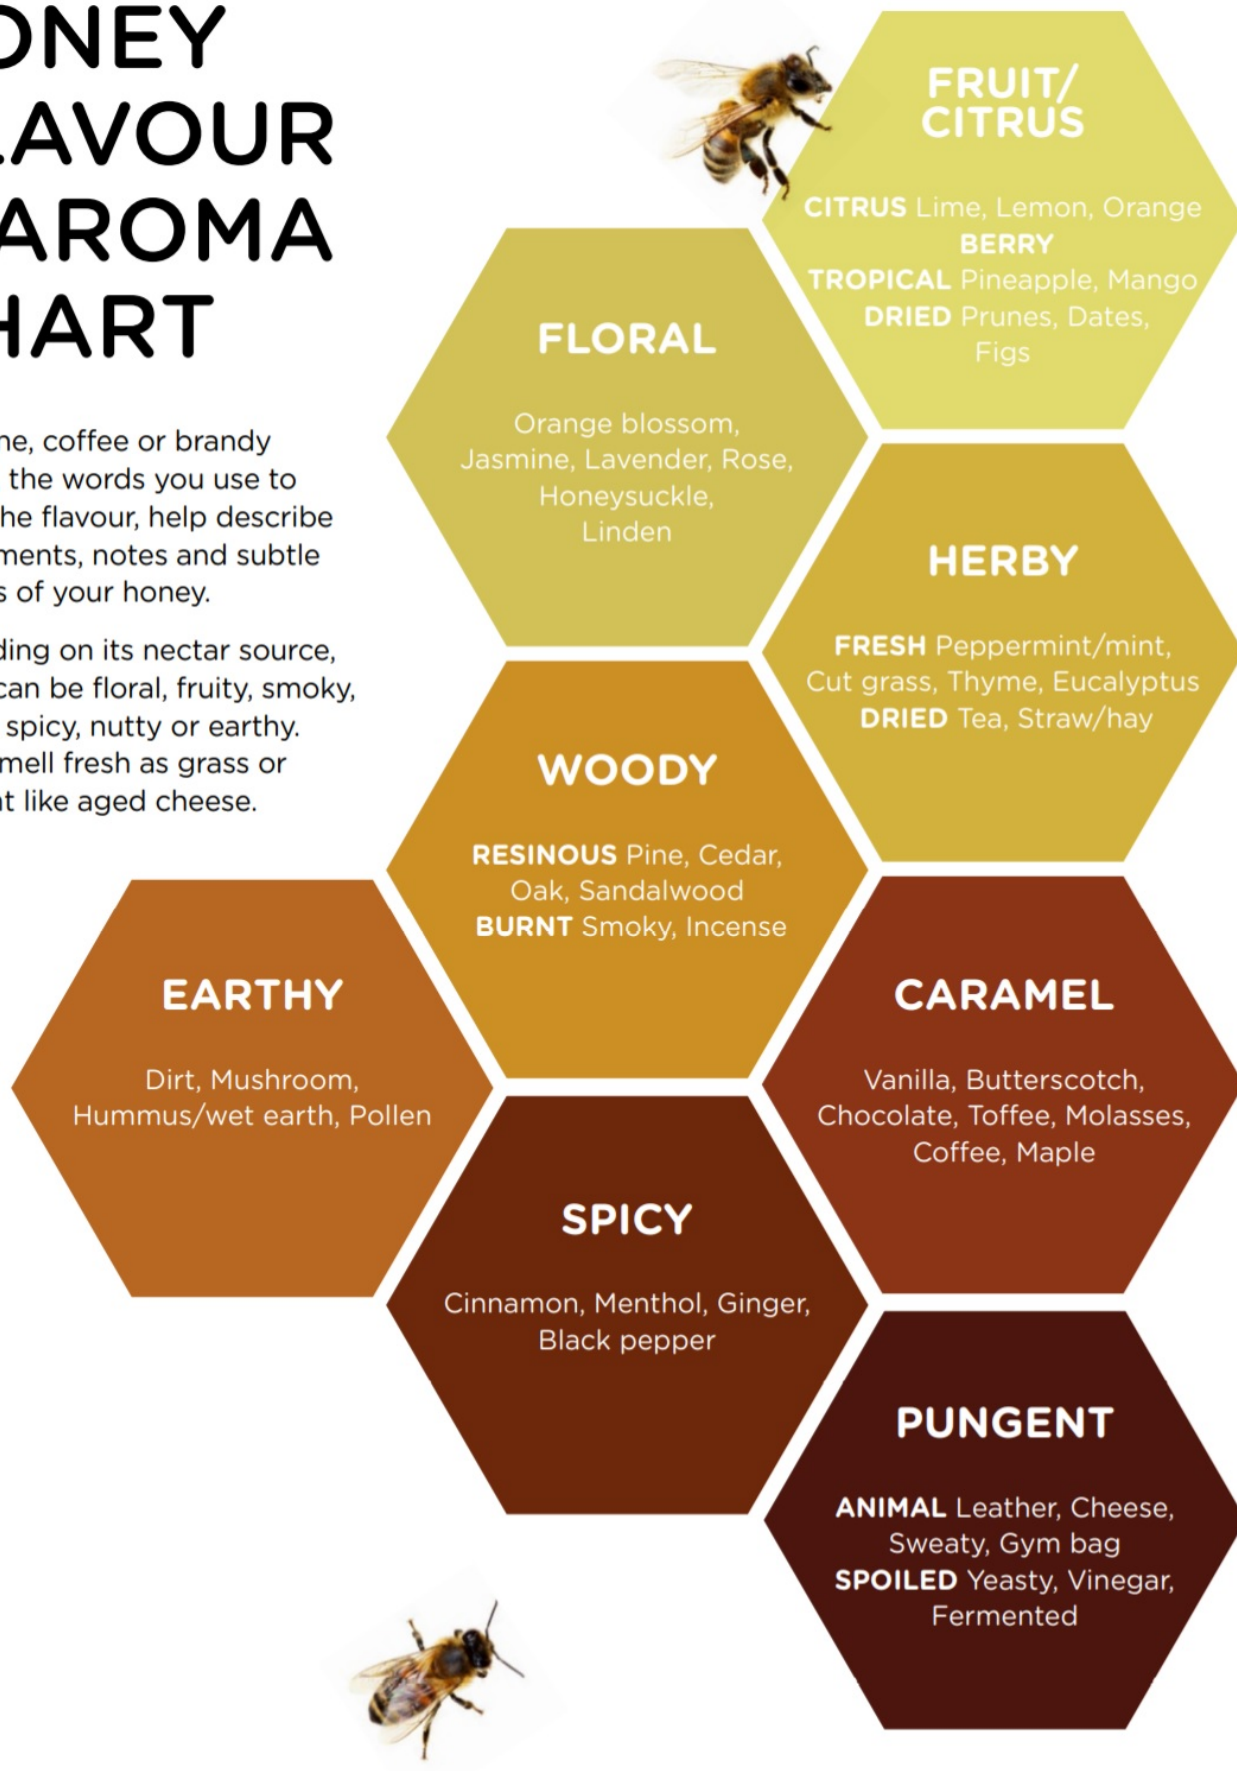 ONEY
LAVOUR
AROMA
HART
ne, coffee or brandy
the words you use to
he flavour, help describe
ments, notes and subtle
s of your honey.
ding on its nectar source,
can be floral, fruity, smoky,
spicy, nutty or earthy.
mell fresh as grass or
t like aged cheese.
FRUIT/
CITRUS
CITRUS Lime, Lemon, Orange
BERRY
TROPICAL Pineapple, Mango
DRIED Prunes, Dates,
Figs
FLORAL
Orange blossom,
Jasmine, Lavender, Rose,
Honeysuckle,
Linden
HERBY
FRESH Peppermint/mint,
Cut grass, Thyme, Eucalyptus
DRIED Tea, Straw/hay
WOODY
RESINOUS Pine, Cedar,
Oak, Sandalwood
BURNT Smoky, Incense
EARTHY
Dirt, Mushroom,
Hummus/wet earth, Pollen
CARAMEL
Vanilla, Butterscotch,
Chocolate, Toffee, Molasses,
Coffee, Maple
SPICY
Cinnamon, Menthol, Ginger,
Black pepper
PUNGENT
ANIMAL Leather, Cheese,
Sweaty, Gym bag
SPOILED Yeasty, Vinegar,
Fermented